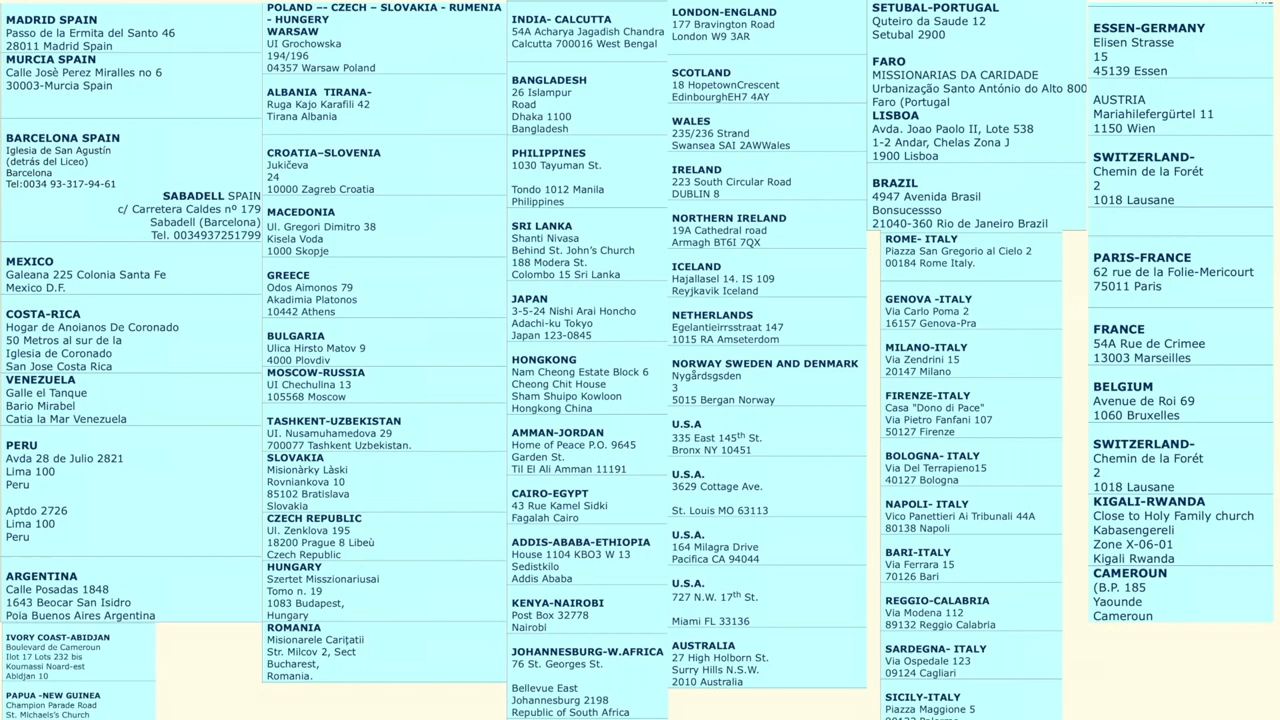 MADRID SPAIN
Passo de la Ermita del Santo 46
28011 Madrid Spain
MURCIA SPAIN
Calle Josè Perez Miralles no 6
30003-Murcia Spain
BARCELONA SPAIN
Iglesia de San Agustín
(detrás del Liceo)
Barcelona
Tel:0034 93-317-94-61
SABADELL SPAIN
c/ Carretera Caldes nº 179
Sabadell (Barcelona)
Tel. 0034937251799
MEXICO
Galeana 225 Colonia Santa Fe
Mexico D.F.
COSTA-RICA
Hogar de Anoianos De Coronado
50 Metros al sur de la
Iglesia de Coronado
San Jose Costa Rica
VENEZUELA
Galle el Tanque
Bario Mirabel
Catia la Mar Venezuela
PERU
Avda 28 de Julio 2821
Lima 100
Peru
Aptdo 2726
Lima 100
Peru
ARGENTINA
Calle Posadas 1848
1643 Beocar San Isidro
Poia Buenos Aires Argentina
IVORY COAST-ABIDJAN
Boulevard de Cameroun
Ilot 17 Lots 232 bis
Koumassi Noard-est
Abidjan 10
PAPUA -NEW GUINEA
Champion Parade Road
St. Michaels's Church
POLAND –- CZECH – SLOVAKIA - RUMENIA
- HUNGERY
WARSAW
UI Grochowska
194/196
04357 Warsaw Poland
ALBANIA TIRANA-
Ruga Kajo Karafili 42
Tirana Albania
CROATIA–SLOVENIA
Jukičeva
24
10000 Zagreb Croatia
MACEDONIA
Ul. Gregori Dimitro 38
Kisela Voda
1000 Skopje
GREECE
Odos Aimonos 79
Akadimia Platonos
10442 Athens
BULGARIA
Ulica Hirsto Matov 9
4000 Plovdiv
MOSCOW-RUSSIA
UI Chechulina 13
105568 Moscow
TASHKENT-UZBEKISTAN
UI. Nusamuhamedova 29
700077 Tashkent Uzbekistan.
SLOVAKIA
Misionàrky Làski
Rovniankova 10
85102 Bratislava
Slovakia
CZECH REPUBLIC
Ul. Zenklova 195
18200 Prague 8 Libeù
Czech Republic
HUNGARY
Szertet Misszionariusai
Tomo n. 19
1083 Budapest,
Hungary
ROMANIA
Misionarele Cariţatii
Str. Milcov 2, Sect
Bucharest,
Romania.
INDIA- CALCUTTA
54A Acharya Jagadish Chandra
Calcutta 700016 West Bengal
BANGLADESH
26 Islampur
Road
Dhaka 1100
Bangladesh
PHILIPPINES
1030 Tayuman St.
Tondo 1012 Manila
Philippines
SRI LANKA
Shanti Nivasa
Behind St. John's Church
188 Modera St.
Colombo 15 Sri Lanka
JAPAN
3-5-24 Nishi Arai Honcho
Adachi-ku Tokyo
Japan 123-0845
HONGKONG
Nam Cheong Estate Block 6
Cheong Chit House
Sham Shuipo Kowloon
Hongkong China
AMMAN-JORDAN
Home of Peace P.O. 9645
Garden St.
Til El Ali Amman 11191
CAIRO-EGYPT
43 Rue Kamel Sidki
Fagalah Cairo
ADDIS-ABABA-ETHIOPIA
House 1104 KBO3 W 13
Sedistkilo
Addis Ababa
KENYA-NAIROBI
Post Box 32778
Nairobi
JOHANNESBURG-W.AFRICA
76 St. Georges St.
Bellevue East
Johannesburg 2198
Republic of South Africa
LONDON-ENGLAND
177 Bravington Road
London W9 3AR
SCOTLAND
18 HopetownCrescent
EdinbourghEH7 4AY
WALES
235/236 Strand
Swansea SAI 2AWWales
IRELAND
223 South Circular Road
DUBLIN 8
NORTHERN IRELAND
19A Cathedral road
Armagh BT6I 7QX
ICELAND
Hajallasel 14. IS 109
Reyjkavik Iceland
NETHERLANDS
Egelantieirrsstraat 147
1015 RA Amseterdom
NORWAY SWEDEN AND DENMARK
Nygårdsgsden
3
5015 Bergan Norway
U.S.A
335 East 145th St.
Bronx NY 10451
U.S.A.
3629 Cottage Ave.
St. Louis MO 63113
U.S.A.
164 Milagra Drive
Pacifica CA 94044
U.S.A.
727 N.W. 17th St.
Miami FL 33136
AUSTRALIA
27 High Holborn St.
Surry Hills N.S.W.
2010 Australia
SETUBAL-PORTUGAL
Quteiro da Saude 12
Setubal 2900
FARO
MISSIONARIAS DA CARIDADE
Urbanização Santo António do Alto 800
Faro (Portugal
LISBOA
Avda. Joao Paolo II, Lote 538
1-2 Andar, Chelas Zona J
1900 Lisboa
BRAZIL
4947 Avenida Brasil
Bonsucessso
21040-360 Rio de Janeiro Brazil
ROME- ITALY
Piazza San Gregorio al Cielo 2
00184 Rome Italy.
GENOVA -ITALY
Via Carlo Poma 2
16157 Genova-Pra
MILANO-ITALY
Via Zendrini 15
20147 Milano
FIRENZE-ITALY
Casa "Dono di Pace"
Via Pietro Fanfani 107
50127 Firenze
BOLOGNA- ITALY
Via Del Terrapieno15
40127 Bologna
NAPOLI- ITALY
Vico Panettieri Ai Tribunali 44A
80138 Napoli
BARI-ITALY
Via Ferrara 15
70126 Bari
REGGIO-CALABRIA
Via Modena 112
89132 Reggio Calabria
SARDEGNA- ITALY
Via Ospedale 123
09124 Cagliari
SICILY-ITALY
Piazza Maggione 5
ESSEN-GERMANY
Elisen Strasse
15
45139 Essen
AUSTRIA
Mariahilefergürtel 11
1150 Wien
SWITZERLAND-
Chemin de la Forét
2
1018 Lausane
PARIS-FRANCE
62 rue de la Folie-Mericourt
75011 Paris
FRANCE
54A Rue de Crimee
13003 Marseilles
BELGIUM
Avenue de Roi 69
1060 Bruxelles
SWITZERLAND-
Chemin de la Forét
2
1018 Lausane
KIGALI-RWANDA
Close to Holy Family church
Kabasengereli
Zone X-06-01
Kigali Rwanda
CAMEROUN
(B.P. 185
Yaounde
Cameroun